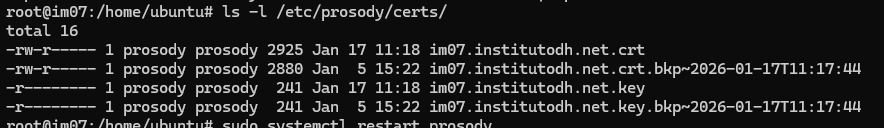 root@im07:/home/ubuntu# ls -l /etc/prosody/certs/
total 16
-rw-r----- 1 prosody prosody 2925 Jan 17 11:18 im07.institutodh.net.crt
-rw-r----- 1 prosody prosody 2880 Jan  5 15:22 im07.institutodh.net.crt.bkp~2026-01-17T11:17:44
-r-------- 1 prosody prosody  241 Jan 17 11:18 im07.institutodh.net.key
-r-------- 1 prosody prosody  241 Jan  5 15:22 im07.institutodh.net.key.bkp~2026-01-17T11:17:44
root@im07:/home/ubuntu# sudo systemctl restart prosody